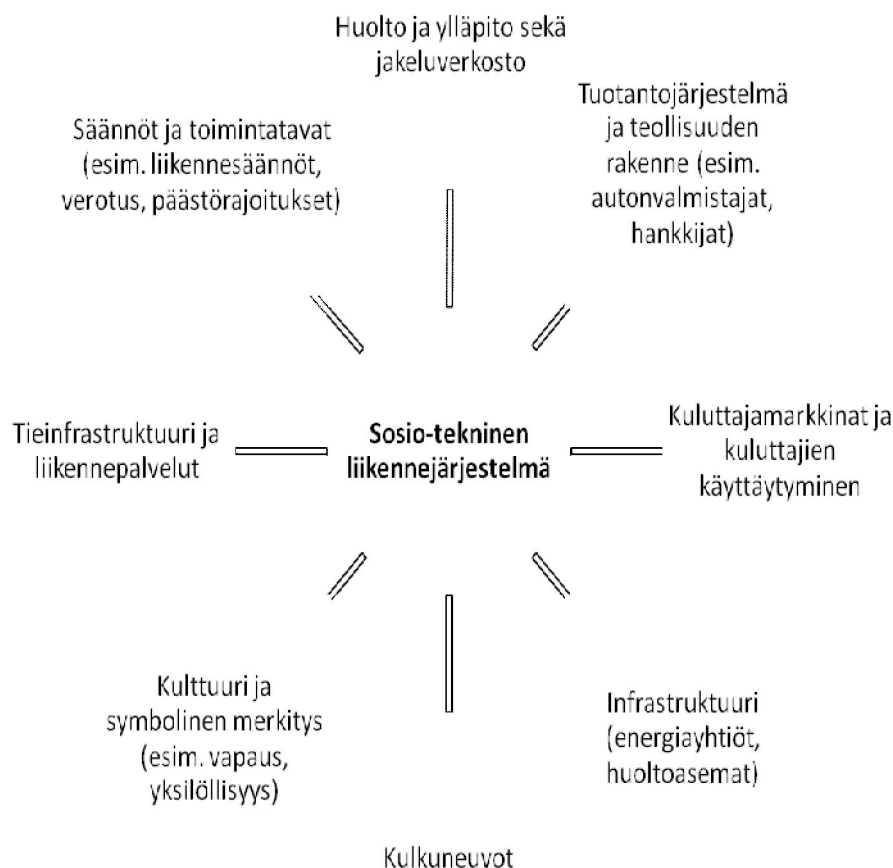 Huolto ja ylläpito sekä
jakeluverkosto
Tuotantojärjestelmä
ja teollisuuden
rakenne (esim.
autonvalmistajat,
hankkijat)
Säännöt ja toimintatavat
(esim. liikennesäännöt,
verotus, päästörajoitukset)
Tieinfrastruktuuri ja
liikennepalvelut
Sosio-tekninen
liikennejärjestelmä
Kuluttajamarkkinat ja
kuluttajien
käyttäytyminen
Kulttuuri ja
symbolinen merkitys
(esim. vapaus,
yksilöllisyys)
Infrastruktuuri
(energiayhtiöt,
huoltoasemat)
Kulkuneuvot